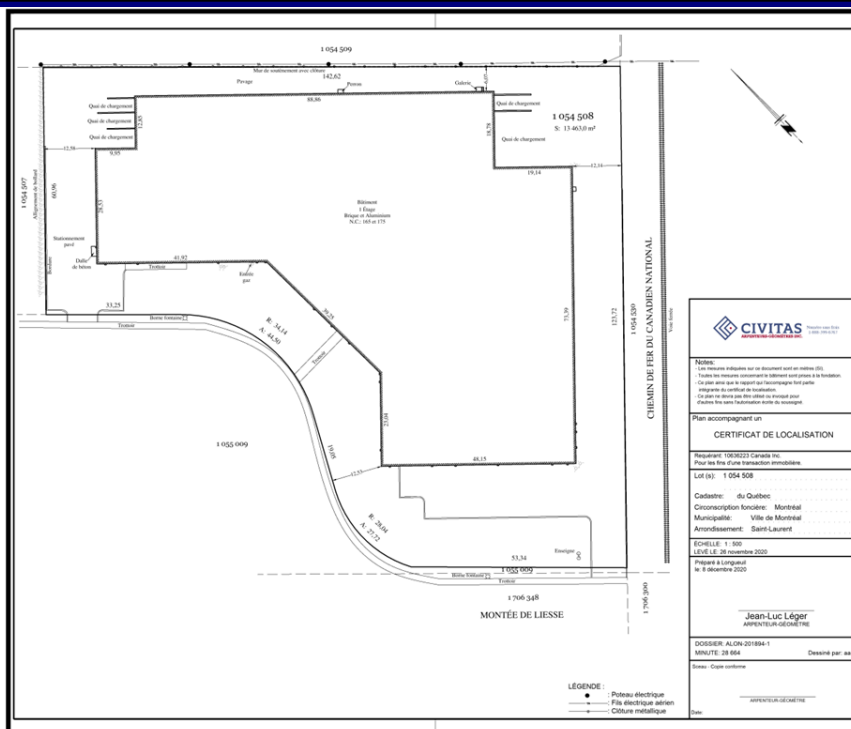 1 054 509
Mur de soutènement avec clôture
142,62
Pavage
Perron
Galerie
6,07
88,86
Quai de chargement
Quai de chargement
Quai de chargement
12,85
Quai de chargement
Quai de chargement
18,78
1 054 508
S: 13 463,0 m²
12,58
9,95
19,14
12,14
1 054 507
Alignement de bollard
60,96
28,53
Bâtiment
1 Étage
Brique et Aluminium
N.C.: 165 et 175
Stationnement
pavé
Dalle
de béton
Bordure
41,92
Trottoir
Entrée
gaz
33,25
Borne fontaine
Trottoir
R: 34,14
A: 44,50
39,25
Trottoir
73,39
123,72
1 054 530
CHEMIN DE FER DU CANADIEN NATIONAL
Voie ferrée
23,04
1 055 009
19,05
12,53
48,15
R: 28,04
A: 27,72
Enseigne
53,34
1 055 009
Borne fontaine
Trottoir
1 706 348
1 706 300
MONTÉE DE LIESSE
LÉGENDE :
: Poteau électrique
: Fils électrique aérien
: Clôture métallique
CIVITAS
ARPENTEURS-GÉOMÈTRES INC.
Notes:
- Les mesures indiquées sur ce document sont en mètres (SI).
- Toutes les mesures concernant le bâtiment sont prises à la fondation.
- Ce plan ainsi que le rapport qui l'accompagne font partie
intégrante du certificat de localisation.
- Ce plan ne devra pas être utilisé ou invoqué pour
d'autres fins sans l'autorisation écrite du soussigné.
Plan accompagnant un
CERTIFICAT DE LOCALISATION
Requérant: 10636223 Canada Inc.
Pour les fins d'une transaction immobilière.
Lot (s): 1 054 508
Cadastre: du Québec
Circonscription foncière: Montréal
Municipalité: Ville de Montréal
Arrondissement: Saint-Laurent
ÉCHELLE: 1 : 500
LEVÉ LE: 26 novembre 2020
Préparé à Longueuil
le: 8 décembre 2020
Jean-Luc Léger
ARPENTEUR-GÉOMÈTRE
DOSSIER: ALON-201894-1
MINUTE: 28 664
Dessiné par: aa
Sceau - Copie conforme
ARPENTEUR-GÉOMÈTRE
Date: